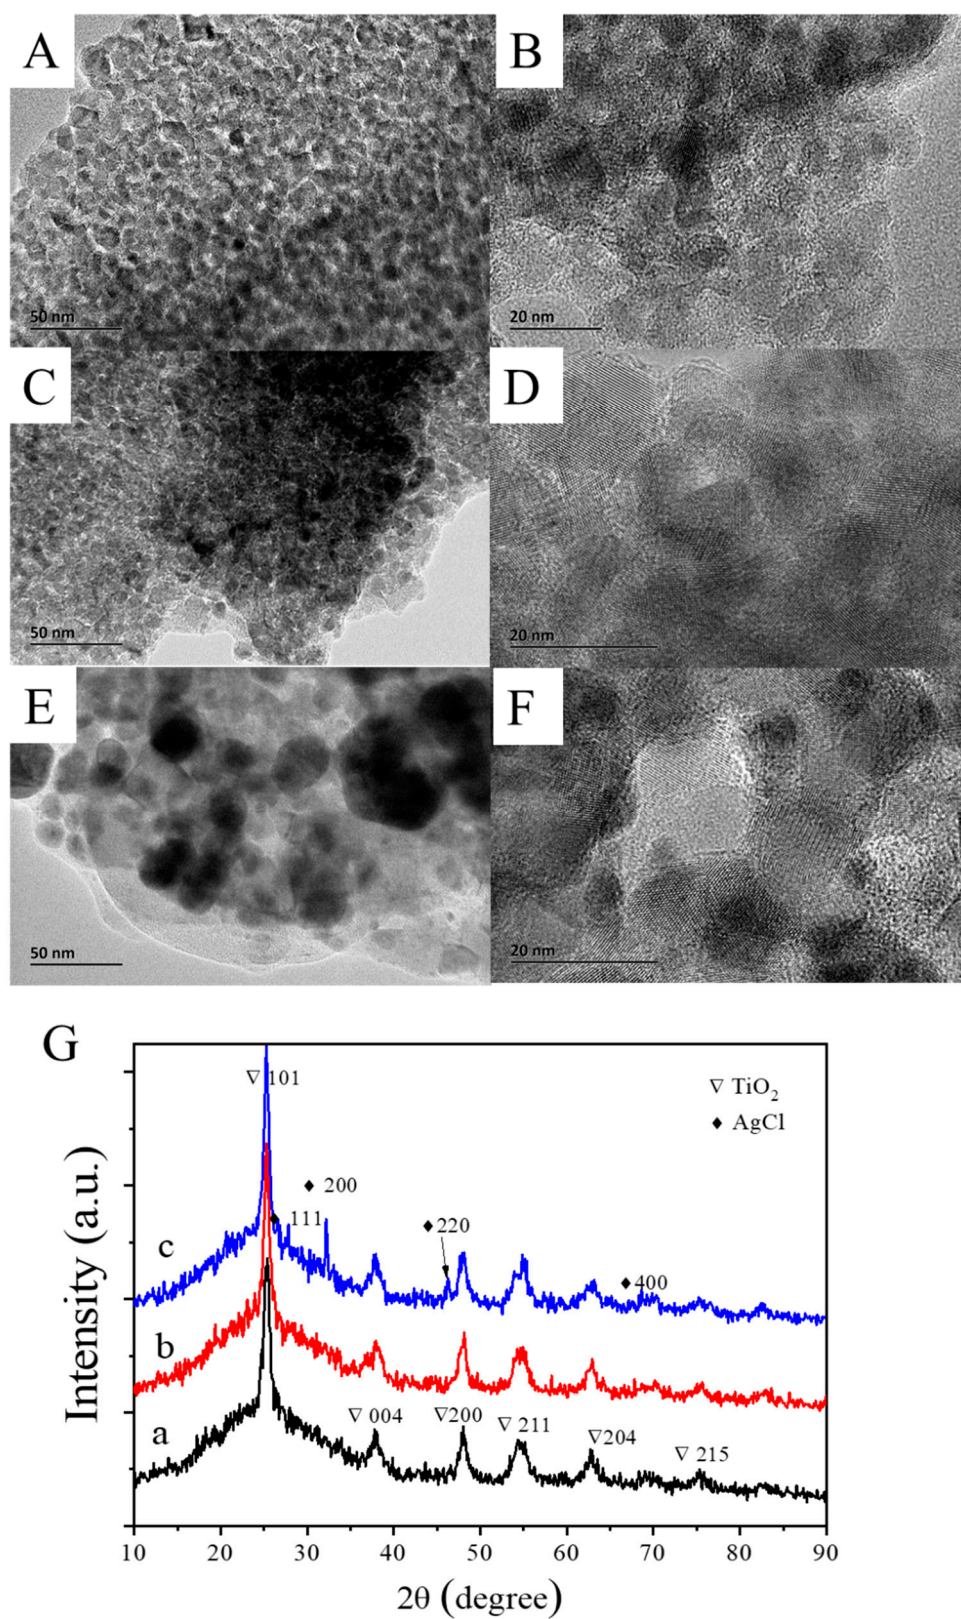 A
B
50 nm
20 nm
C
D
50 nm
20 nm
E
F
50 nm
20 nm
G
▽ 101
▽ TiO₂
♦ AgCl
♦ 200
♦ 111
♦ 220
c
♦ 400
b
a
▽ 004
▽200
▽ 211
▽204
▽ 215
Intensity (a.u.)
10 20 30 40 50 60 70 80 90
2θ (degree)